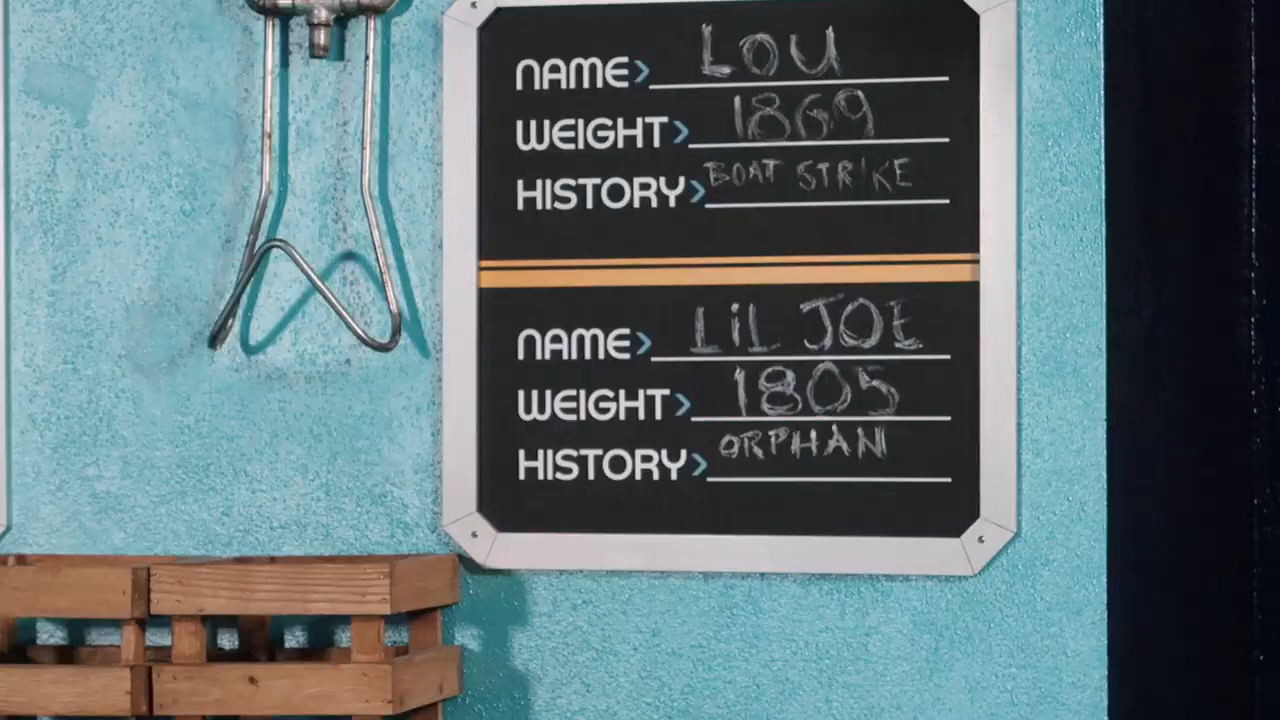 NAME> LOU
WEIGHT> 1869
HISTORY> BOAT STRIKE
NAME> LIL JOE
WEIGHT> 1805
HISTORY> ORPHAN